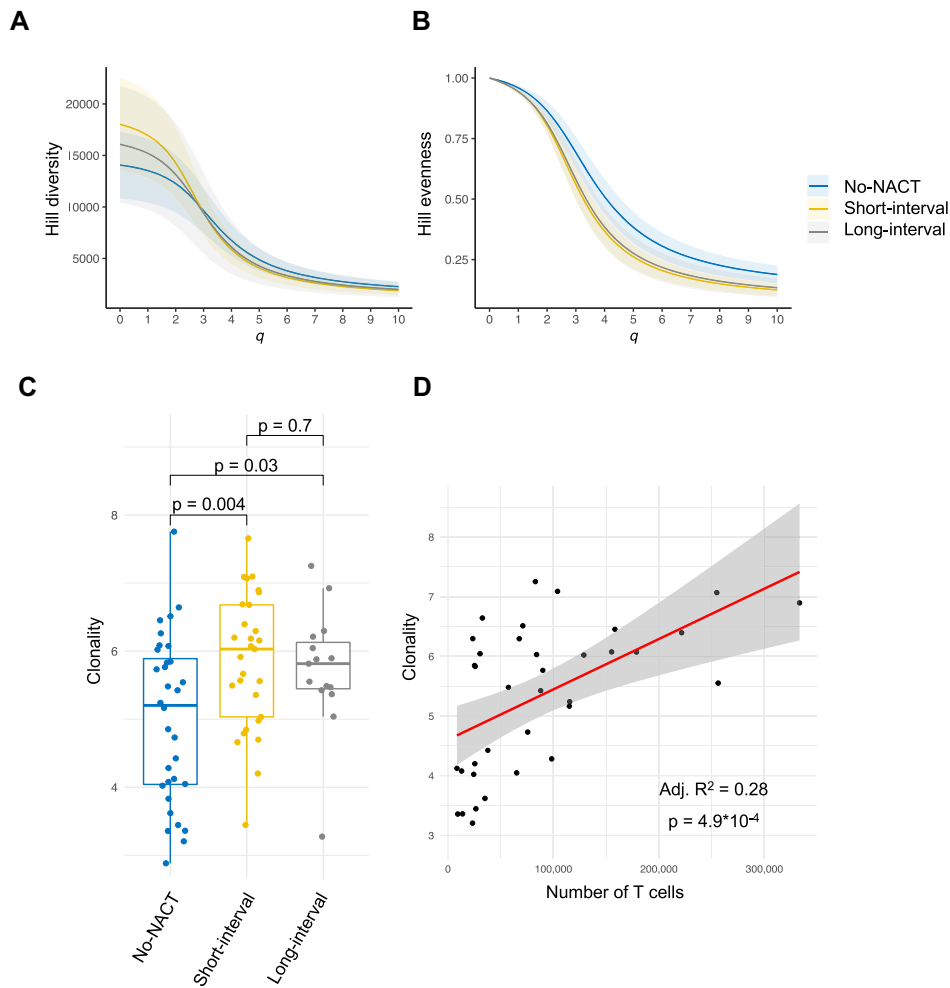 A
B
Hill diversity
20000
15000
10000
5000
0 1 2 3 4 5 6 7 8 9 10
q
Hill evenness
1.00
0.75
0.50
0.25
0 1 2 3 4 5 6 7 8 9 10
q
No-NACT
Short-interval
Long-interval
C
D
p = 0.7
p = 0.03
p = 0.004
Clonality
8
6
4
No-NACT
Short-interval
Long-interval
Clonality
8
7
6
5
4
3
Adj. R² = 0.28
p = 4.9*10⁻⁴
0 100,000 200,000 300,000
Number of T cells